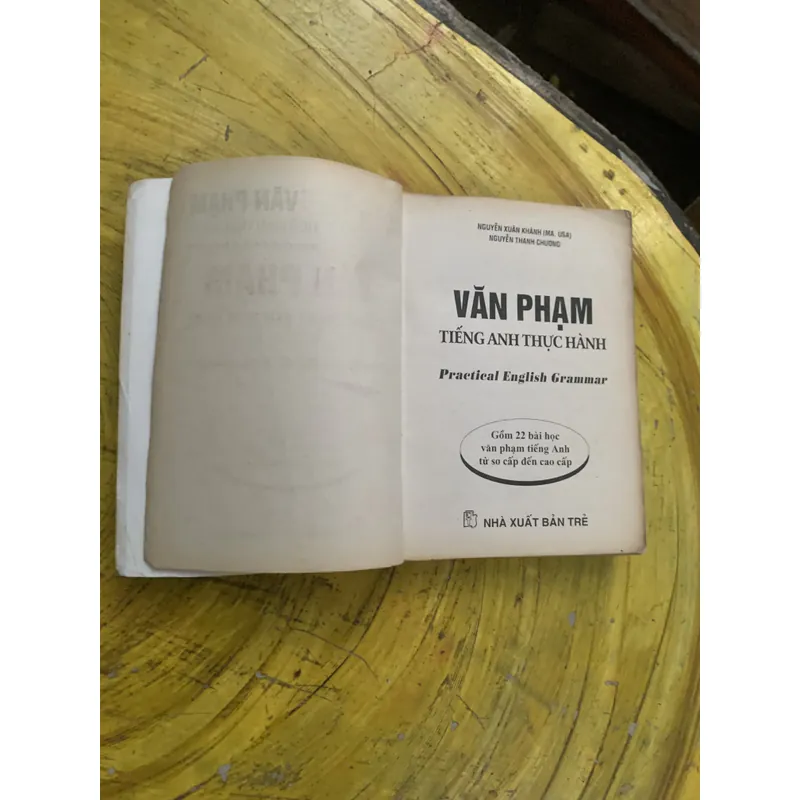 NGUYỄN XUÂN KHÁNH (MA. USA)
NGUYỄN THANH CHƯƠNG
VĂN PHẠM
TIẾNG ANH THỰC HÀNH
Practical English Grammar
Gồm 22 bài học
văn phạm tiếng Anh
từ sơ cấp đến cao cấp
NHÀ XUẤT BẢN TRẺ